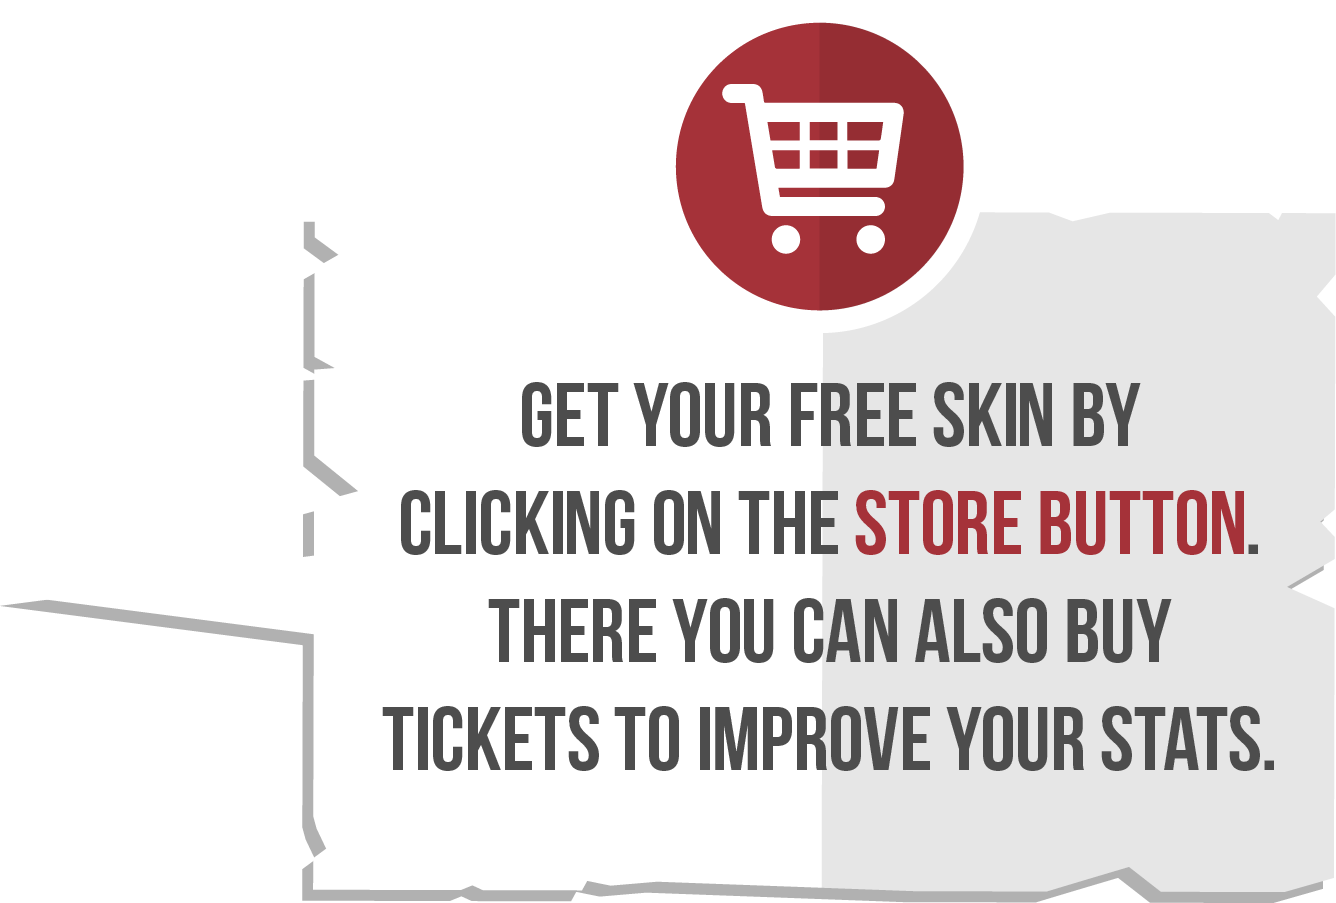 GET YOUR FREE SKIN BY
CLICKING ON THE STORE BUTTON.
THERE YOU CAN ALSO BUY
TICKETS TO IMPROVE YOUR STATS.